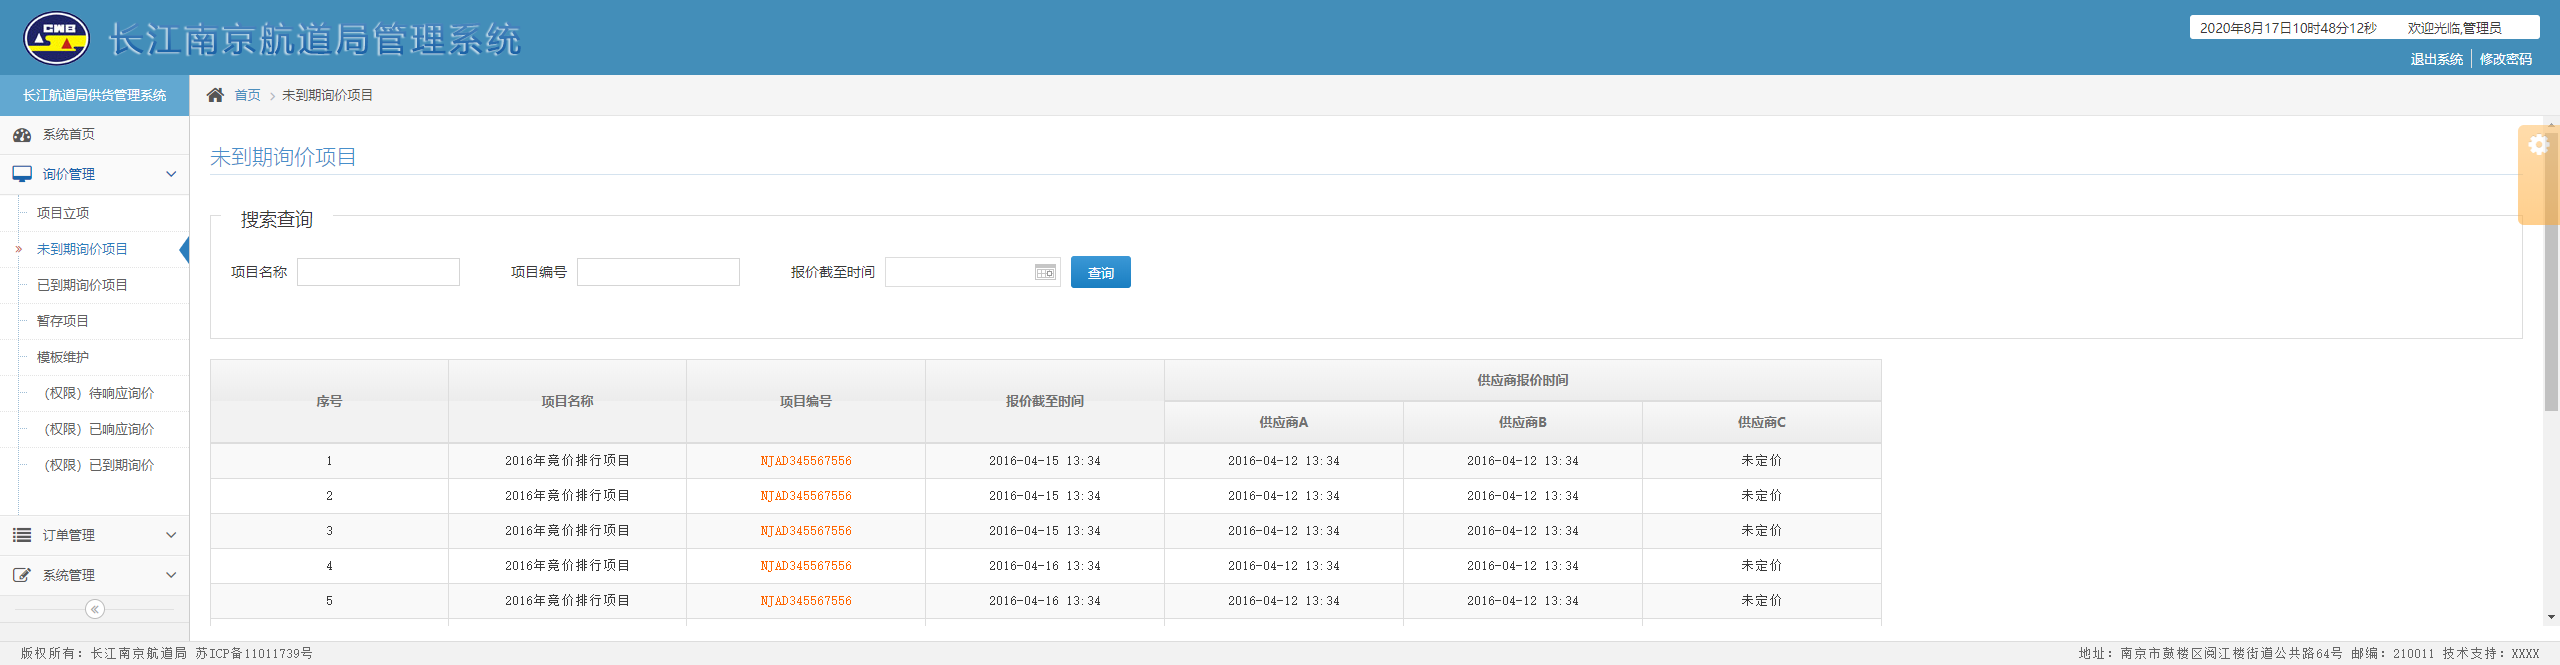 CWB
长江南京航道局管理系统
2020年8月17日10时48分12秒 欢迎光临,管理员
退出系统 修改密码
长江航道局供货管理系统
首页 未到期询价项目
系统首页
询价管理
项目立项
未到期询价项目
已到期询价项目
暂存项目
模板维护
（权限）待响应询价
（权限）已响应询价
（权限）已到期询价
订单管理
系统管理
未到期询价项目
搜索查询
项目名称 项目编号 报价截至时间 查询
序号 项目名称 项目编号 报价截至时间 供应商报价时间
供应商A 供应商B 供应商C
1 2016年竟价排行项目 NJAD345567556 2016-04-15 13:34 2016-04-12 13:34 2016-04-12 13:34 未定价
2 2016年竟价排行项目 NJAD345567556 2016-04-15 13:34 2016-04-12 13:34 2016-04-12 13:34 未定价
3 2016年竟价排行项目 NJAD345567556 2016-04-15 13:34 2016-04-12 13:34 2016-04-12 13:34 未定价
4 2016年竟价排行项目 NJAD345567556 2016-04-16 13:34 2016-04-12 13:34 2016-04-12 13:34 未定价
5 2016年竟价排行项目 NJAD345567556 2016-04-16 13:34 2016-04-12 13:34 2016-04-12 13:34 未定价
版权所有：长江南京航道局 苏ICP备11011739号
地址：南京市鼓楼区阅江楼街道公共路64号 邮编：210011 技术支持：XXXX